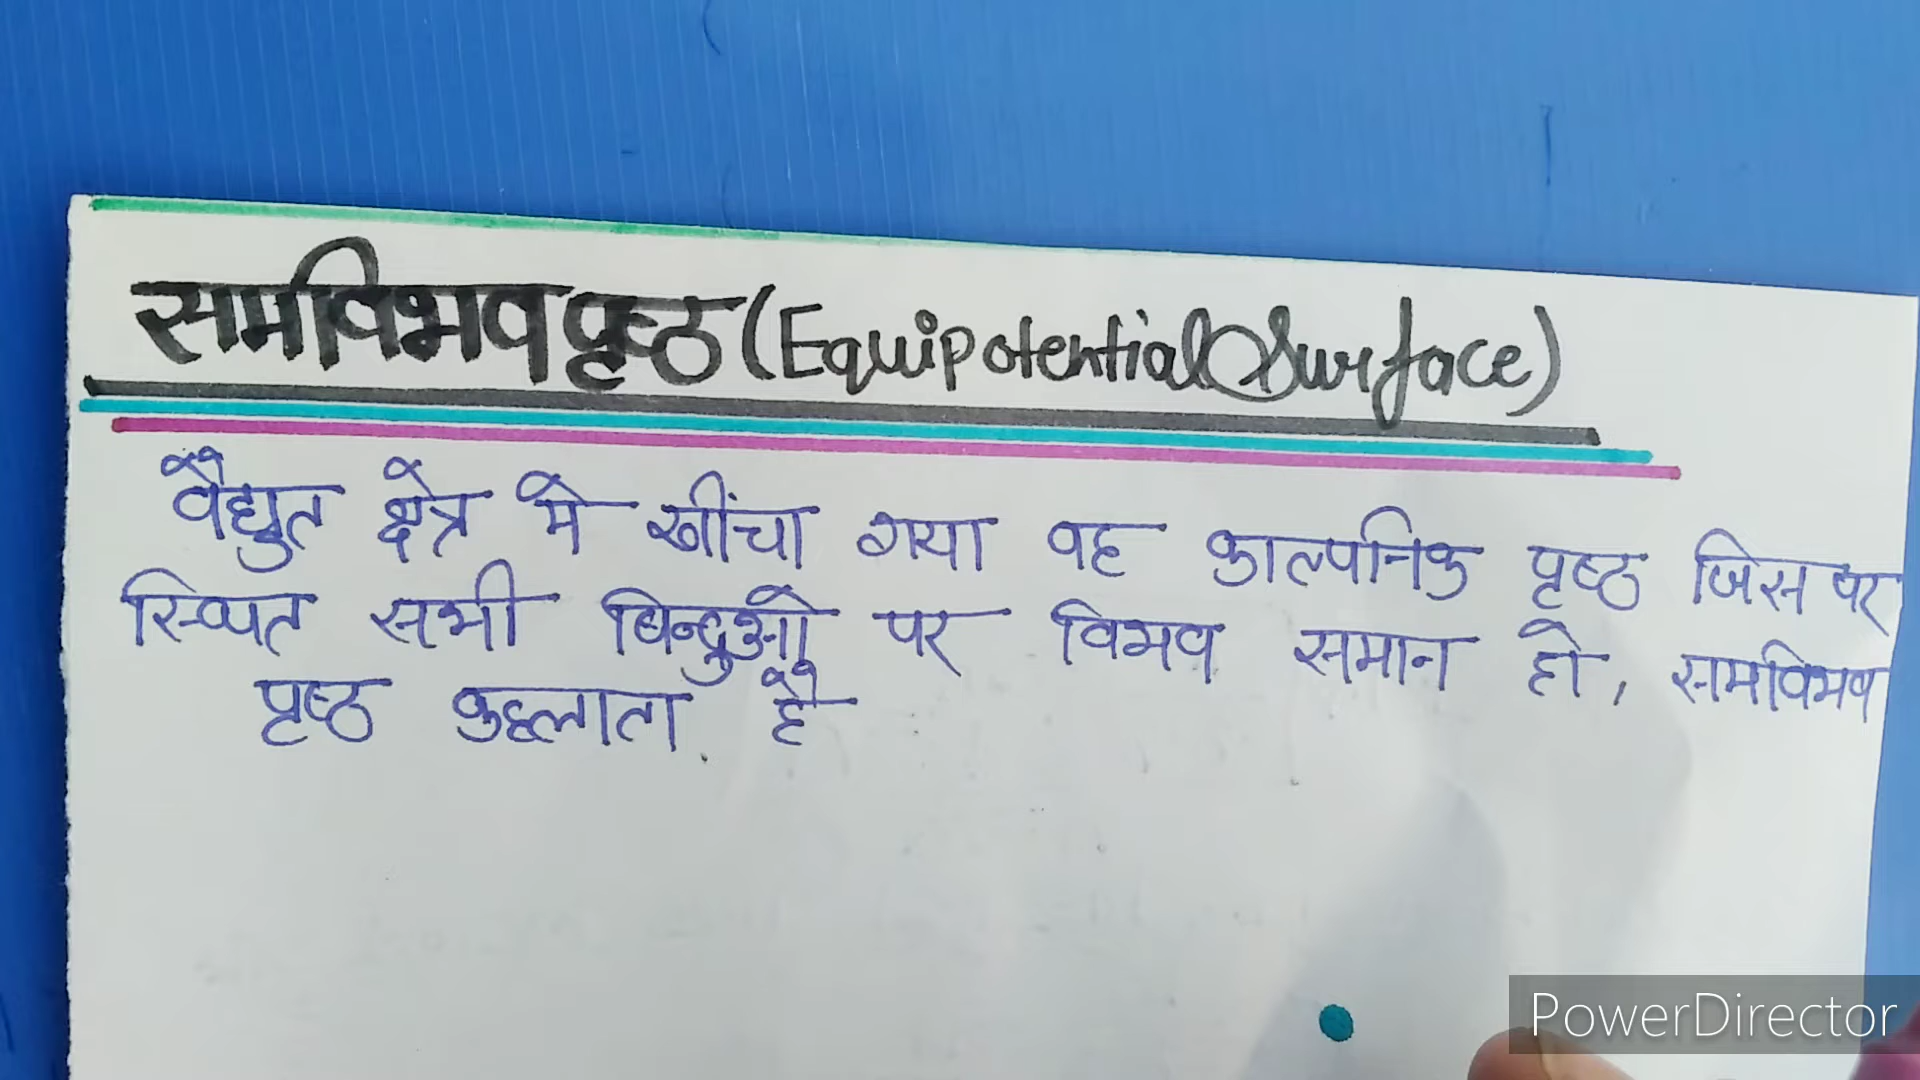 समविभव पृष्ठ (Equipotential Surface)
वैद्युत क्षेत्र मे खींचा गया वह काल्पनिक पृष्ठ जिस पर
स्थित सभी बिन्दुओं पर विभव समान हो, समविभव
पृष्ठ कहलाता है
PowerDirector